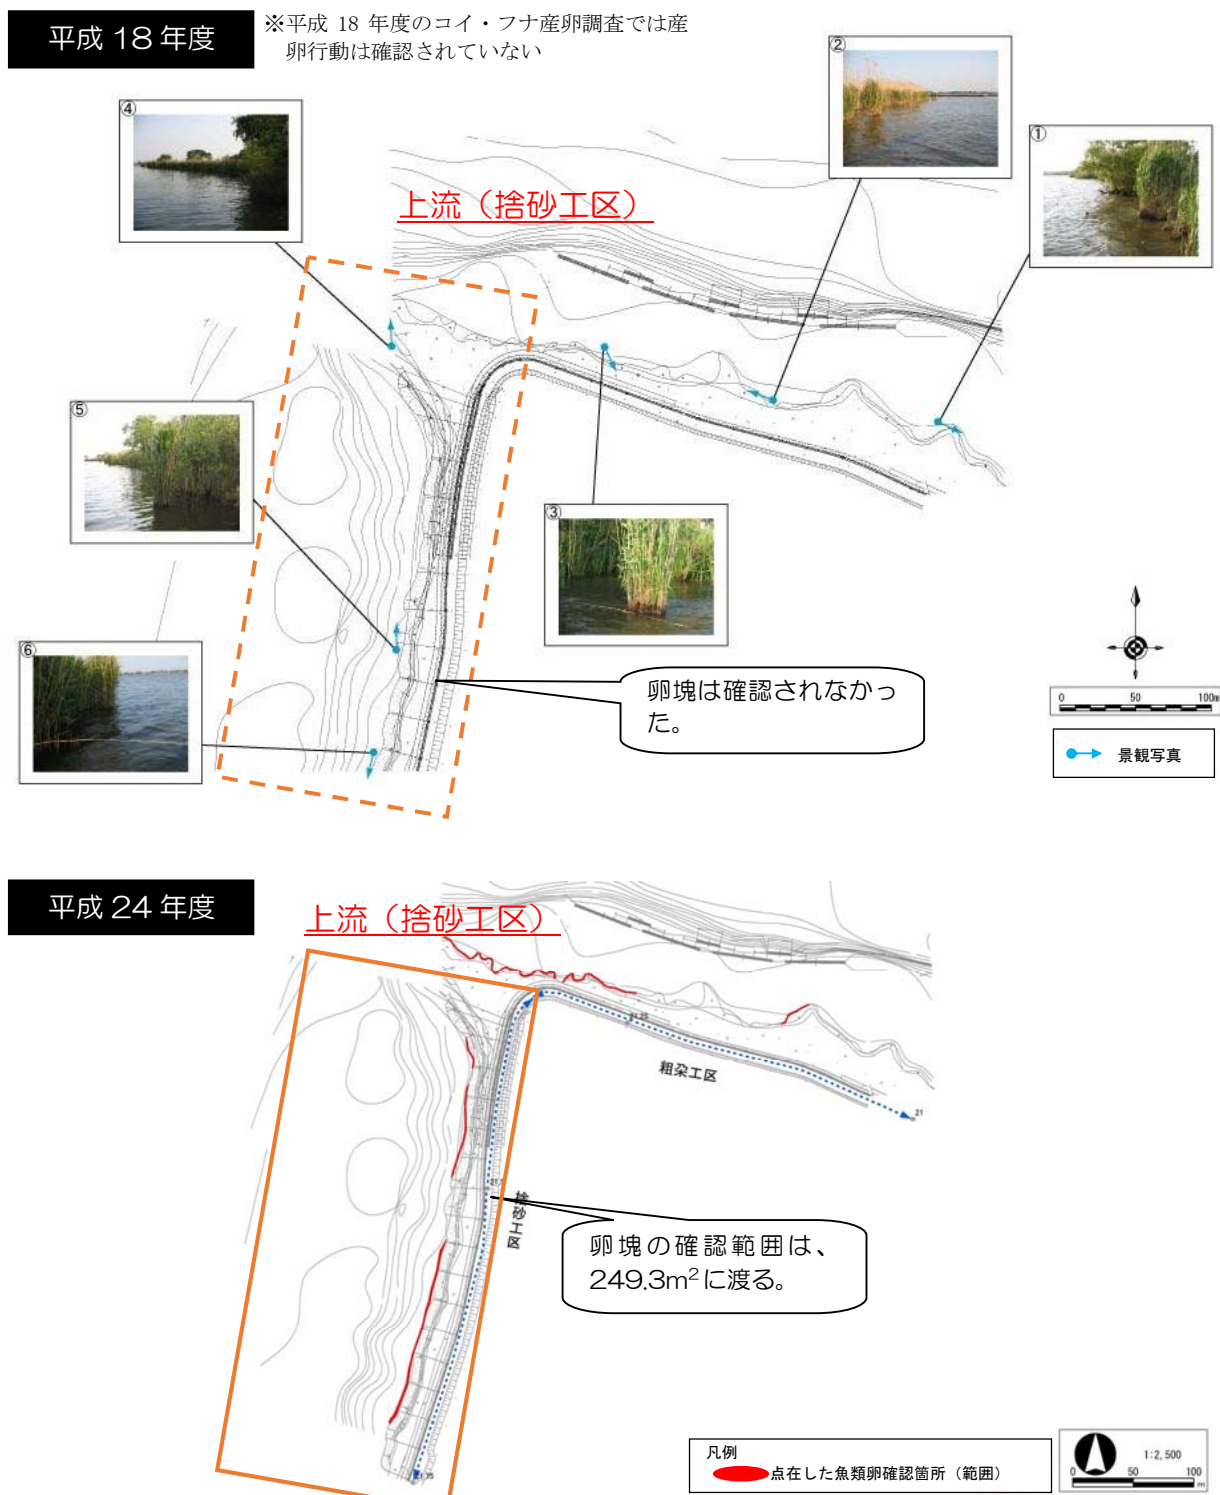 平成 18 年度
※平成 18 年度のコイ・フナ産卵調査では産
卵行動は確認されていない
②
①
④
上流（捨砂工区）
⑤
③
⑥
卵塊は確認されなかっ
た。
0 50 100m
景観写真
平成 24 年度
上流（捨砂工区）
21.25
粗朶工区
21
捨砂工区
卵塊の確認範囲は、
249.3m²に渡る。
凡例
点在した魚類卵確認箇所（範囲）
1:2,500
0 50 100
m